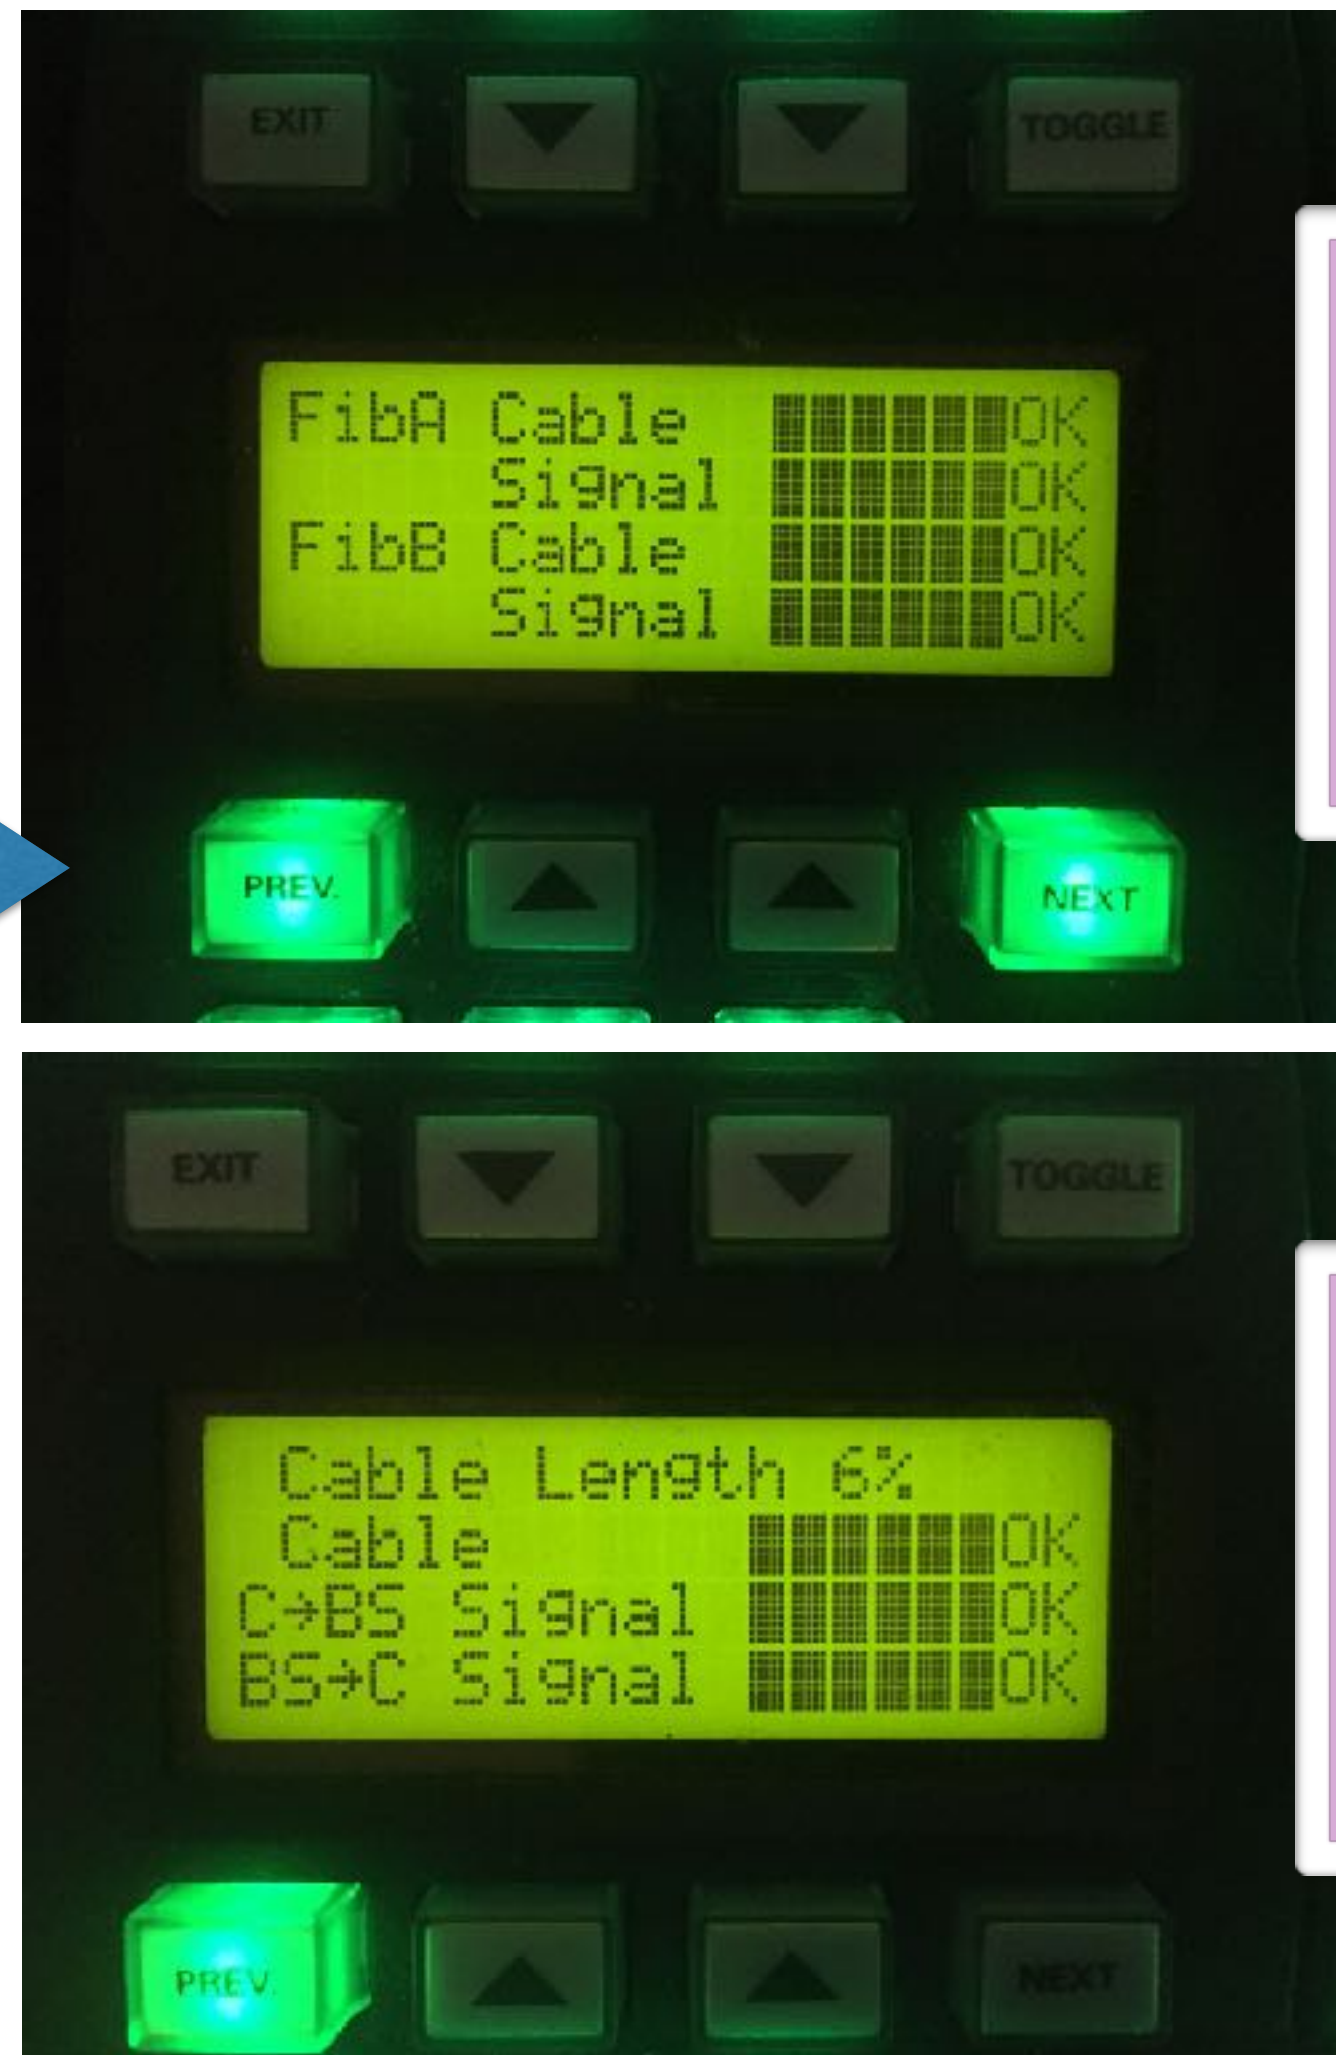 EXIT ▼ ▼ TOGGLE
FibA Cable OK
Signal OK
FibB Cable OK
Signal OK
PREV. ▲ ▲ NEXT
EXIT ▼ ▼ TOGGLE
Cable Length 6%
Cable OK
C→BS Signal OK
BS→C Signal OK
PREV. ▲ ▲ NEXT